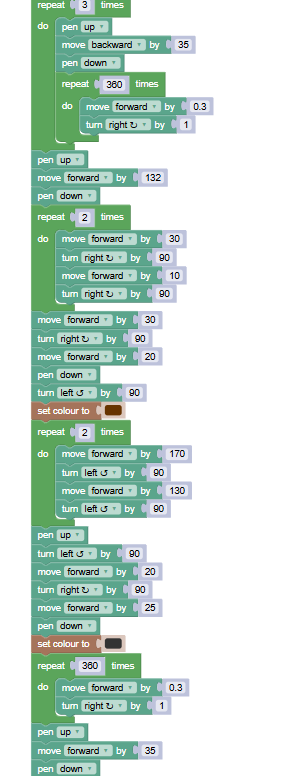 repeat 3 times
do pen up
move backward by 35
pen down
repeat 360 times
do move forward by 0.3
turn right ↻ by 1
pen up
move forward by 132
pen down
repeat 2 times
do move forward by 30
turn right ↻ by 90
move forward by 10
turn right ↻ by 90
move forward by 30
turn right ↻ by 90
move forward by 20
pen down
turn left ↺ by 90
set colour to
repeat 2 times
do move forward by 170
turn left ↺ by 90
move forward by 130
turn left ↺ by 90
pen up
turn left ↺ by 90
move forward by 20
turn right ↻ by 90
move forward by 25
pen down
set colour to
repeat 360 times
do move forward by 0.3
turn right ↻ by 1
pen up
move forward by 35
pen down